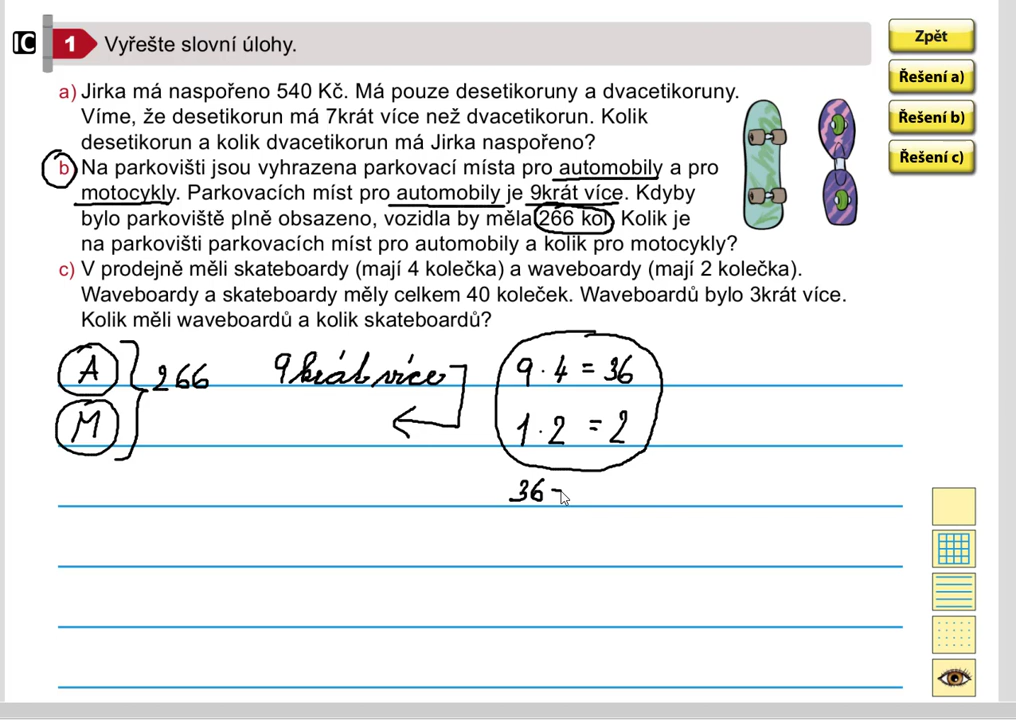 IC
1 Vyřešte slovní úlohy.
Zpět
Řešení a)
Řešení b)
Řešení c)
a) Jirka má naspořeno 540 Kč. Má pouze desetikoruny a dvacetikoruny.
Víme, že desetikorun má 7krát více než dvacetikorun. Kolik
desetikorun a kolik dvacetikorun má Jirka naspořeno?
b) Na parkovišti jsou vyhrazena parkovací místa pro automobily a pro
motocykly. Parkovacích míst pro automobily je 9krát více. Kdyby
bylo parkoviště plně obsazeno, vozidla by měla 266 kol. Kolik je
na parkovišti parkovacích míst pro automobily a kolik pro motocykly?
c) V prodejně měli skateboardy (mají 4 kolečka) a waveboardy (mají 2 kolečka).
Waveboardy a skateboardy měly celkem 40 koleček. Waveboardů bylo 3krát více.
Kolik měli waveboardů a kolik skateboardů?
A 266 9krát více 9 · 4 = 36
M 1 · 2 = 2
36 -